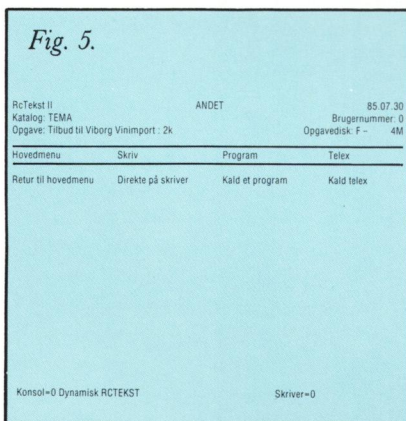 Fig. 5.
RcTekst II ANDET 85.07.30
Katalog: TEMA Brugernummer: 0
Opgave: Tilbud til Viborg Vinimport : 2k Opgavedisk: F – 4M
Hovedmenu Skriv Program Telex
Retur til hovedmenu Direkte på skriver Kald et program Kald telex
Konsol=0 Dynamisk RCTEKST Skriver=0